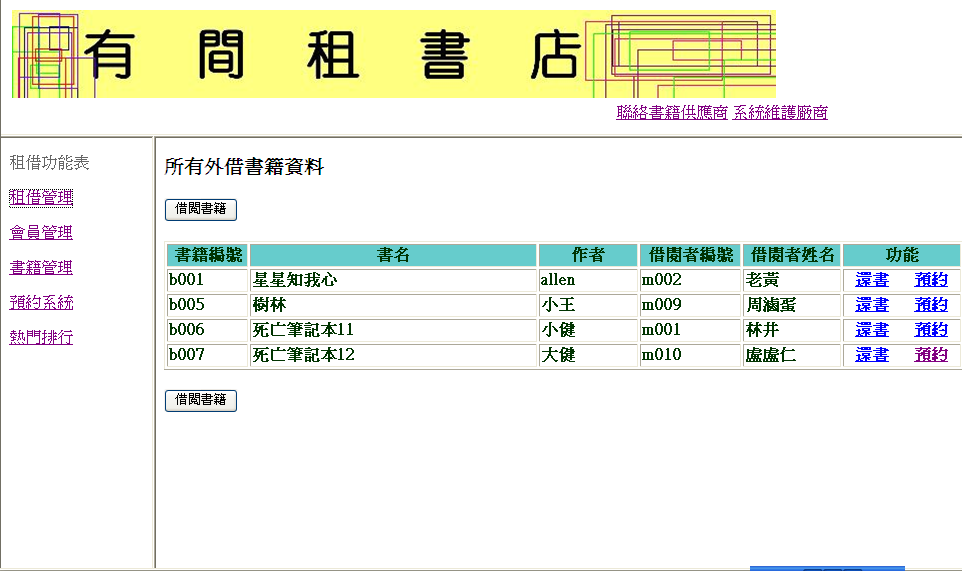 有間租書店
聯絡書籍供應商 系統維護廠商
租借功能表
租借管理
會員管理
書籍管理
預約系統
熱門排行
所有外借書籍資料
借閱書籍
書籍編號 書名 作者 借閱者編號 借閱者姓名 功能
b001 星星知我心 allen m002 老黃 還書 預約
b005 樹林 小王 m009 周滷蛋 還書 預約
b006 死亡筆記本11 小健 m001 林井 還書 預約
b007 死亡筆記本12 大健 m010 盧盧仁 還書 預約
借閱書籍